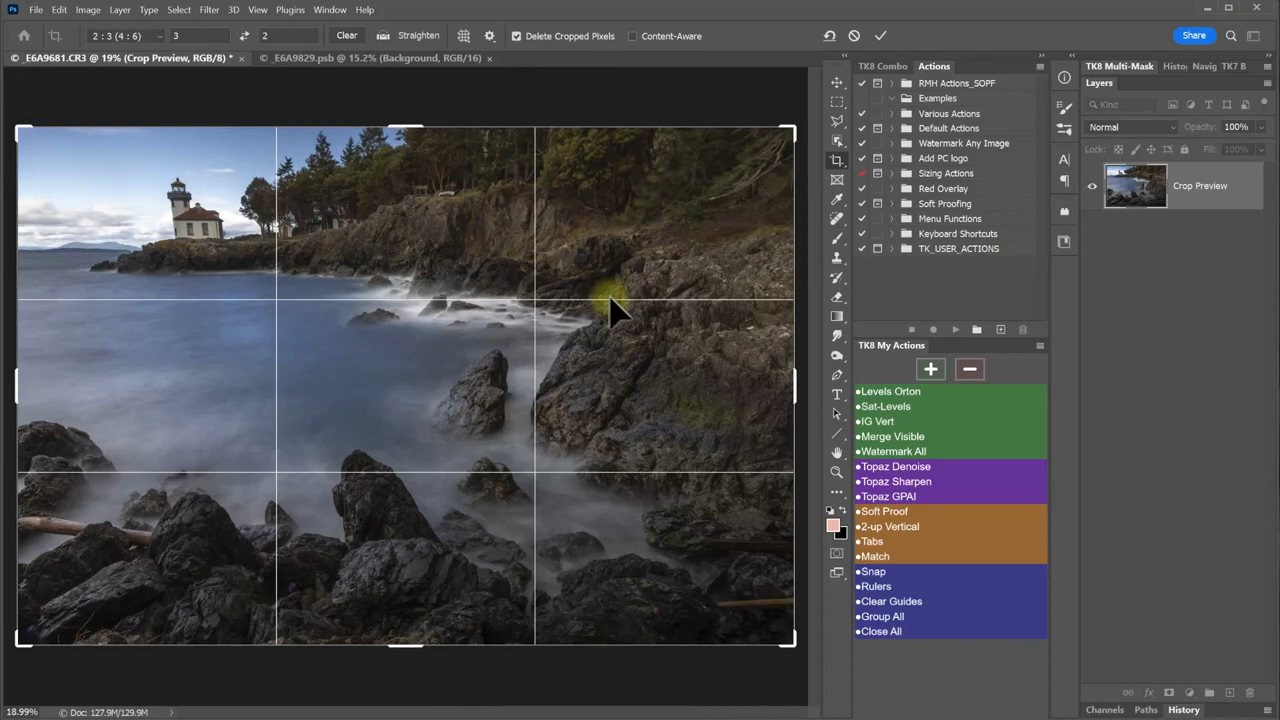 Ps File Edit Image Layer Type Select Filter 3D View Plugins Window Help
2 : 3 (4 : 6) 3 2 Clear Straighten Delete Cropped Pixels Content-Aware Share
© _E6A9681.CR3 @ 19% (Crop Preview, RGB/8) * × © _E6A9829.psb @ 15.2% (Background, RGB/16) ×
TK8 Combo Actions
RMH Actions_SOPF
Examples
Various Actions
Default Actions
Watermark Any Image
Add PC logo
Sizing Actions
Red Overlay
Soft Proofing
Menu Functions
Keyboard Shortcuts
TK_USER_ACTIONS
TK8 My Actions
+ −
●Levels Orton
●Sat-Levels
●IG Vert
●Merge Visible
●Watermark All
●Topaz Denoise
●Topaz Sharpen
●Topaz GPAI
●Soft Proof
●2-up Vertical
●Tabs
●Match
●Snap
●Rulers
●Clear Guides
●Group All
●Close All
TK8 Multi-Mask Histo Navig TK7 B
Layers
Kind
Normal Opacity: 100%
Lock: Fill: 100%
Crop Preview
Channels Paths History
18.99% Doc: 127.9M/129.9M